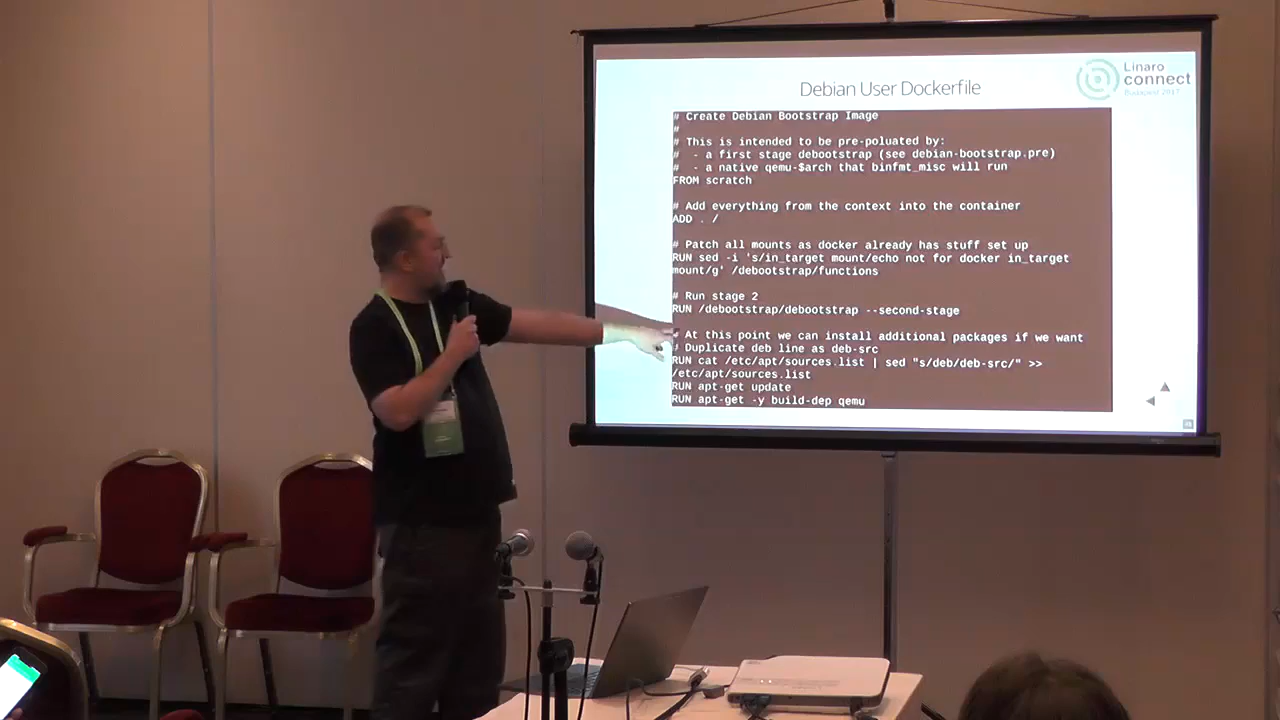 Debian User Dockerfile
Linaro
connect
Budapest 2017
# Create Debian Bootstrap Image
#
# This is intended to be pre-poluated by:
#  - a first stage debootstrap (see debian-bootstrap.pre)
#  - a native qemu-$arch that binfmt_misc will run
FROM scratch
# Add everything from the context into the container
ADD . /
# Patch all mounts as docker already has stuff set up
RUN sed -i 's/in_target mount/echo not for docker in_target
mount/g' /debootstrap/functions
# Run stage 2
RUN /debootstrap/debootstrap --second-stage
# At this point we can install additional packages if we want
# Duplicate deb line as deb-src
RUN cat /etc/apt/sources.list | sed "s/deb/deb-src/" >>
/etc/apt/sources.list
RUN apt-get update
RUN apt-get -y build-dep qemu